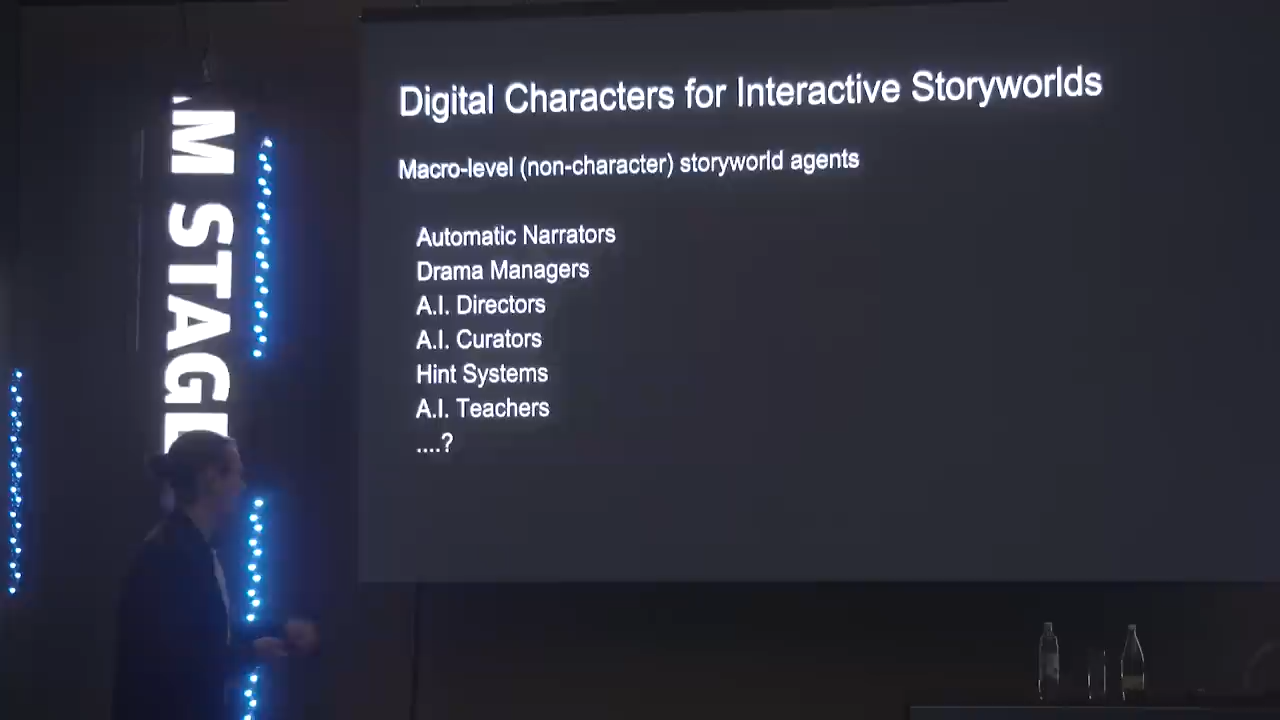 M STAGE
Digital Characters for Interactive Storyworlds
Macro-level (non-character) storyworld agents
Automatic Narrators
Drama Managers
A.I. Directors
A.I. Curators
Hint Systems
A.I. Teachers
....?